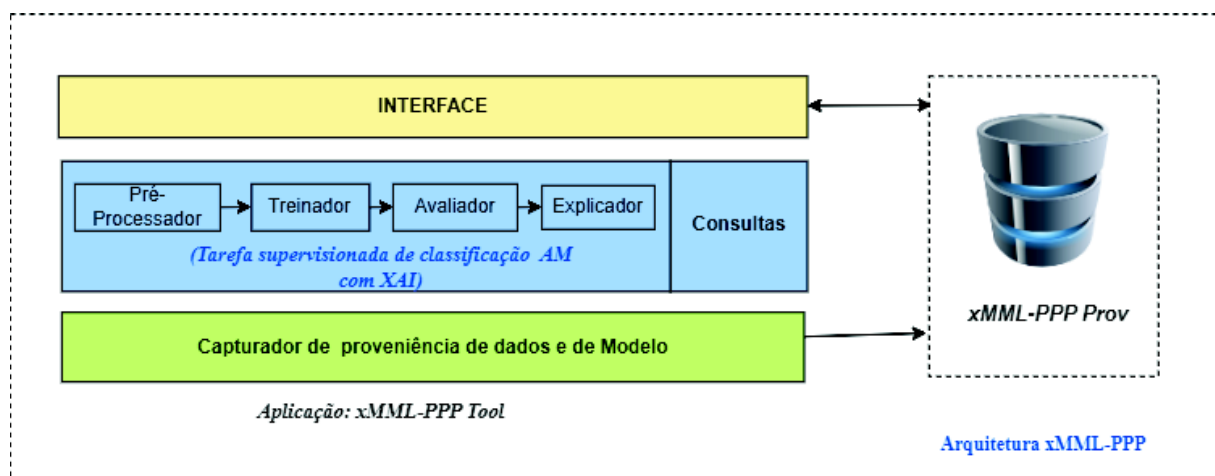 INTERFACE
Pré-
Processador
Treinador
Avaliador
Explicador
(Tarefa supervisionada de classificação AM
com XAI)
Consultas
Capturador de proveniência de dados e de Modelo
Aplicação: xMML-PPP Tool
xMML-PPP Prov
Arquitetura xMML-PPP